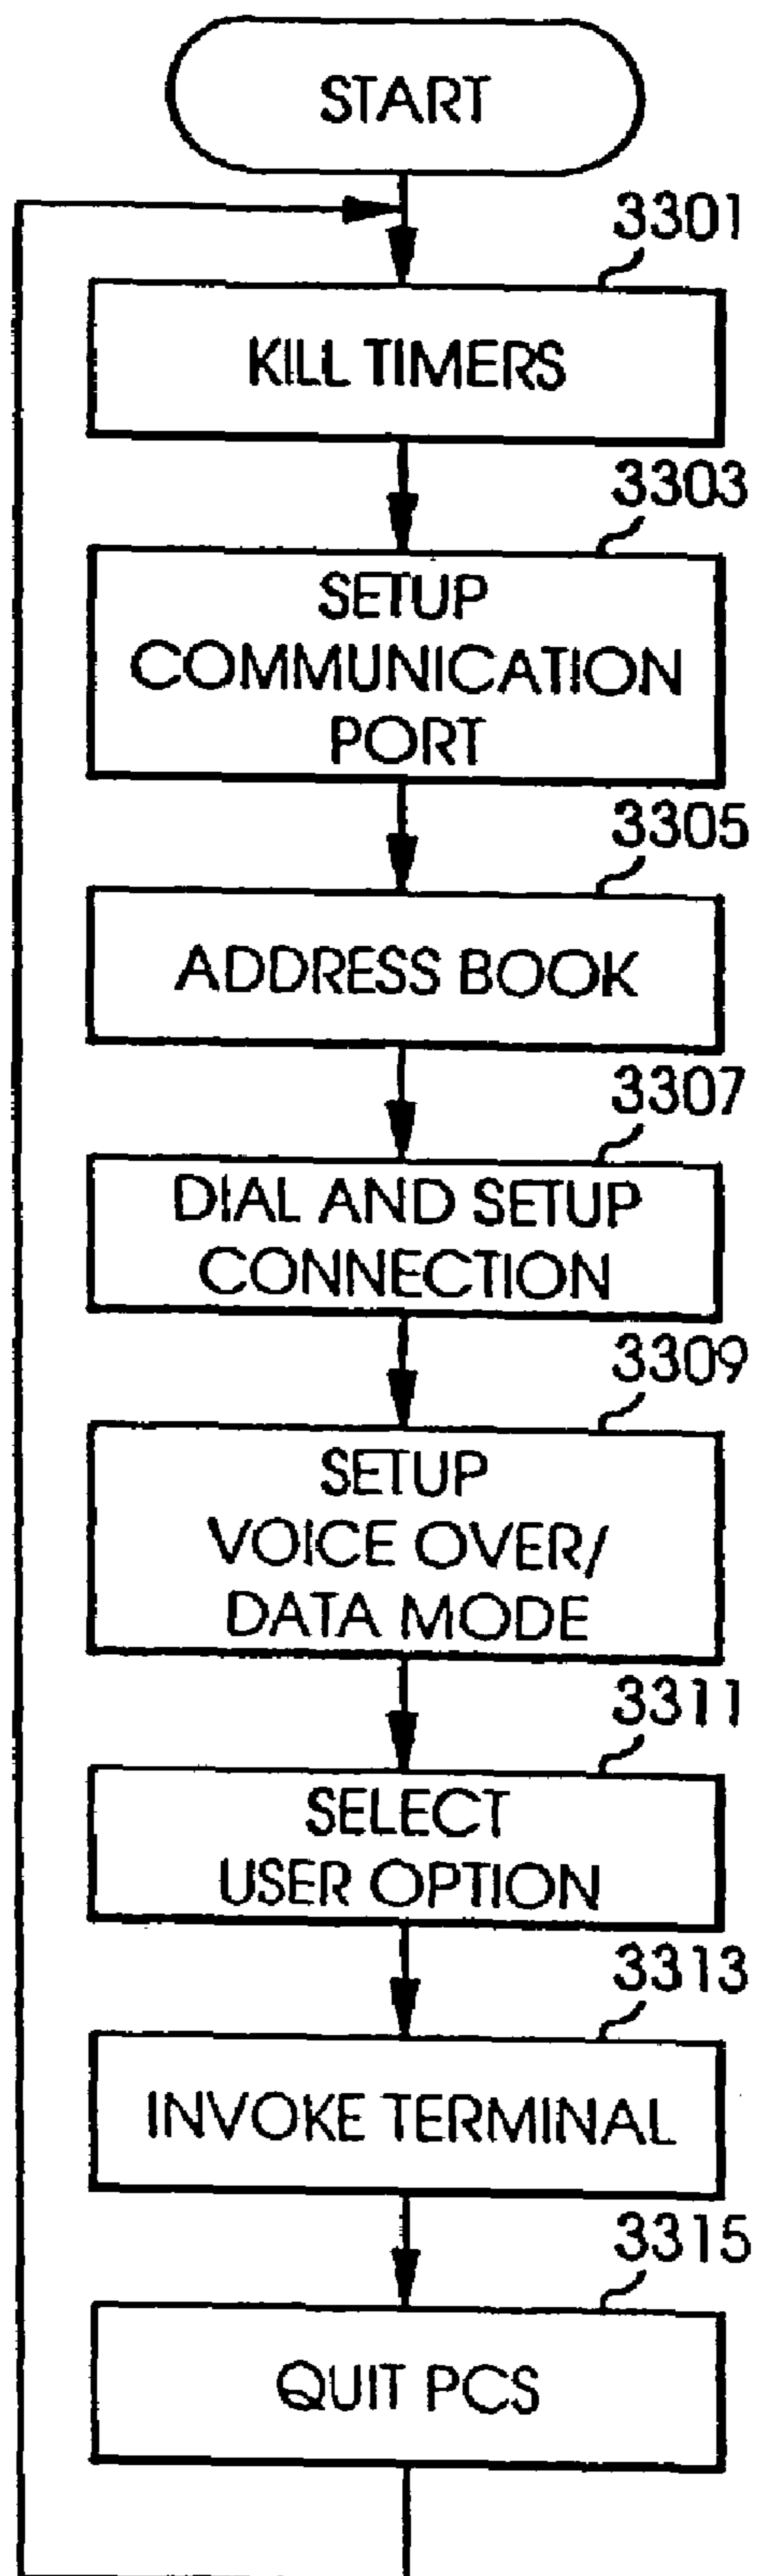 START
3301
KILL TIMERS
3303
SETUP
COMMUNICATION
PORT
3305
ADDRESS BOOK
3307
DIAL AND SETUP
CONNECTION
3309
SETUP
VOICE OVER/
DATA MODE
3311
SELECT
USER OPTION
3313
INVOKE TERMINAL
3315
QUIT PCS